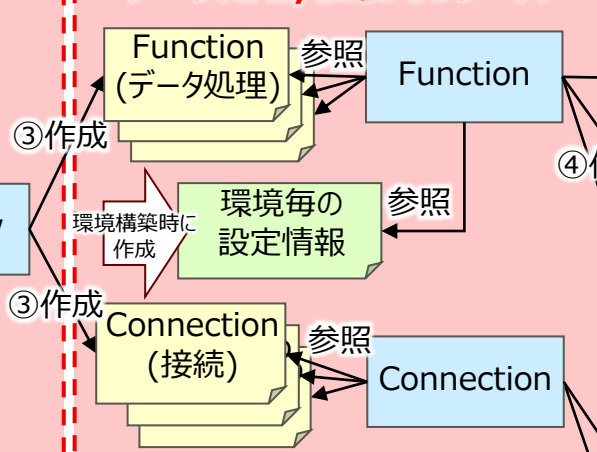 Function
(データ処理)
参照
Function
③作成
環境構築時に
作成
環境毎の
設定情報
参照
③作成
Connection
(接続)
参照
Connection
④